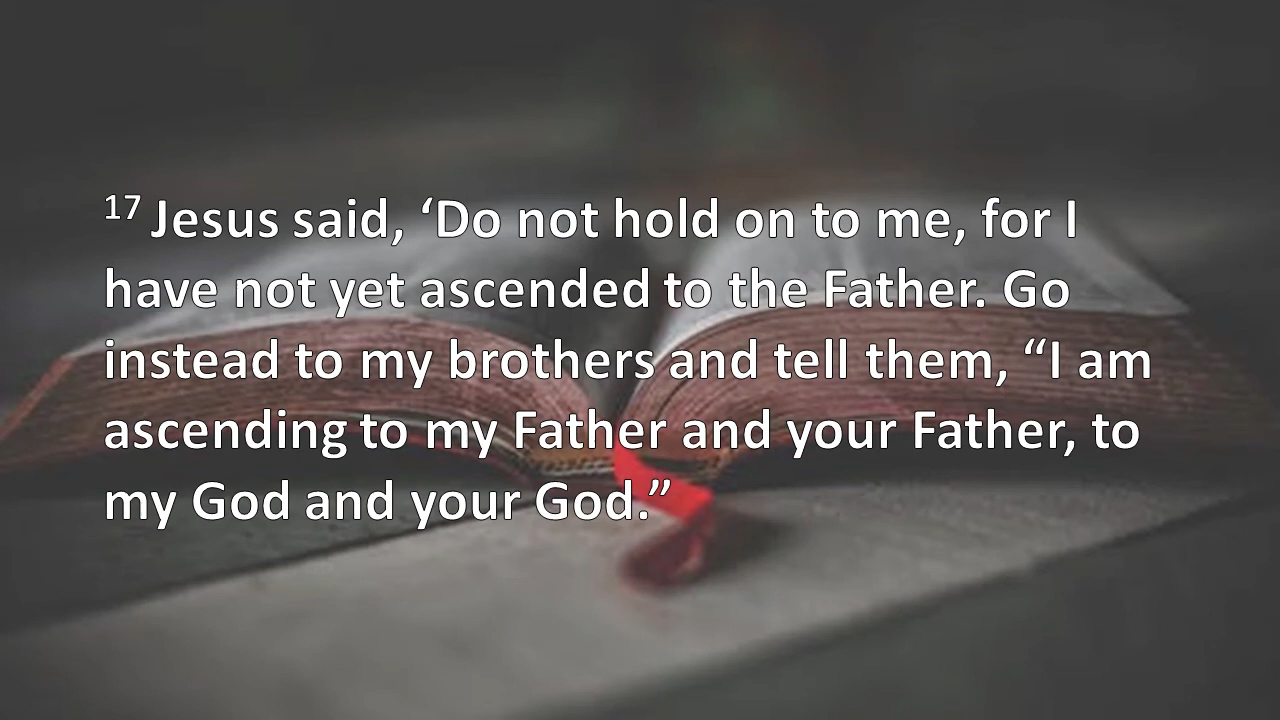 17 Jesus said, ‘Do not hold on to me, for I
have not yet ascended to the Father. Go
instead to my brothers and tell them, “I am
ascending to my Father and your Father, to
my God and your God.”